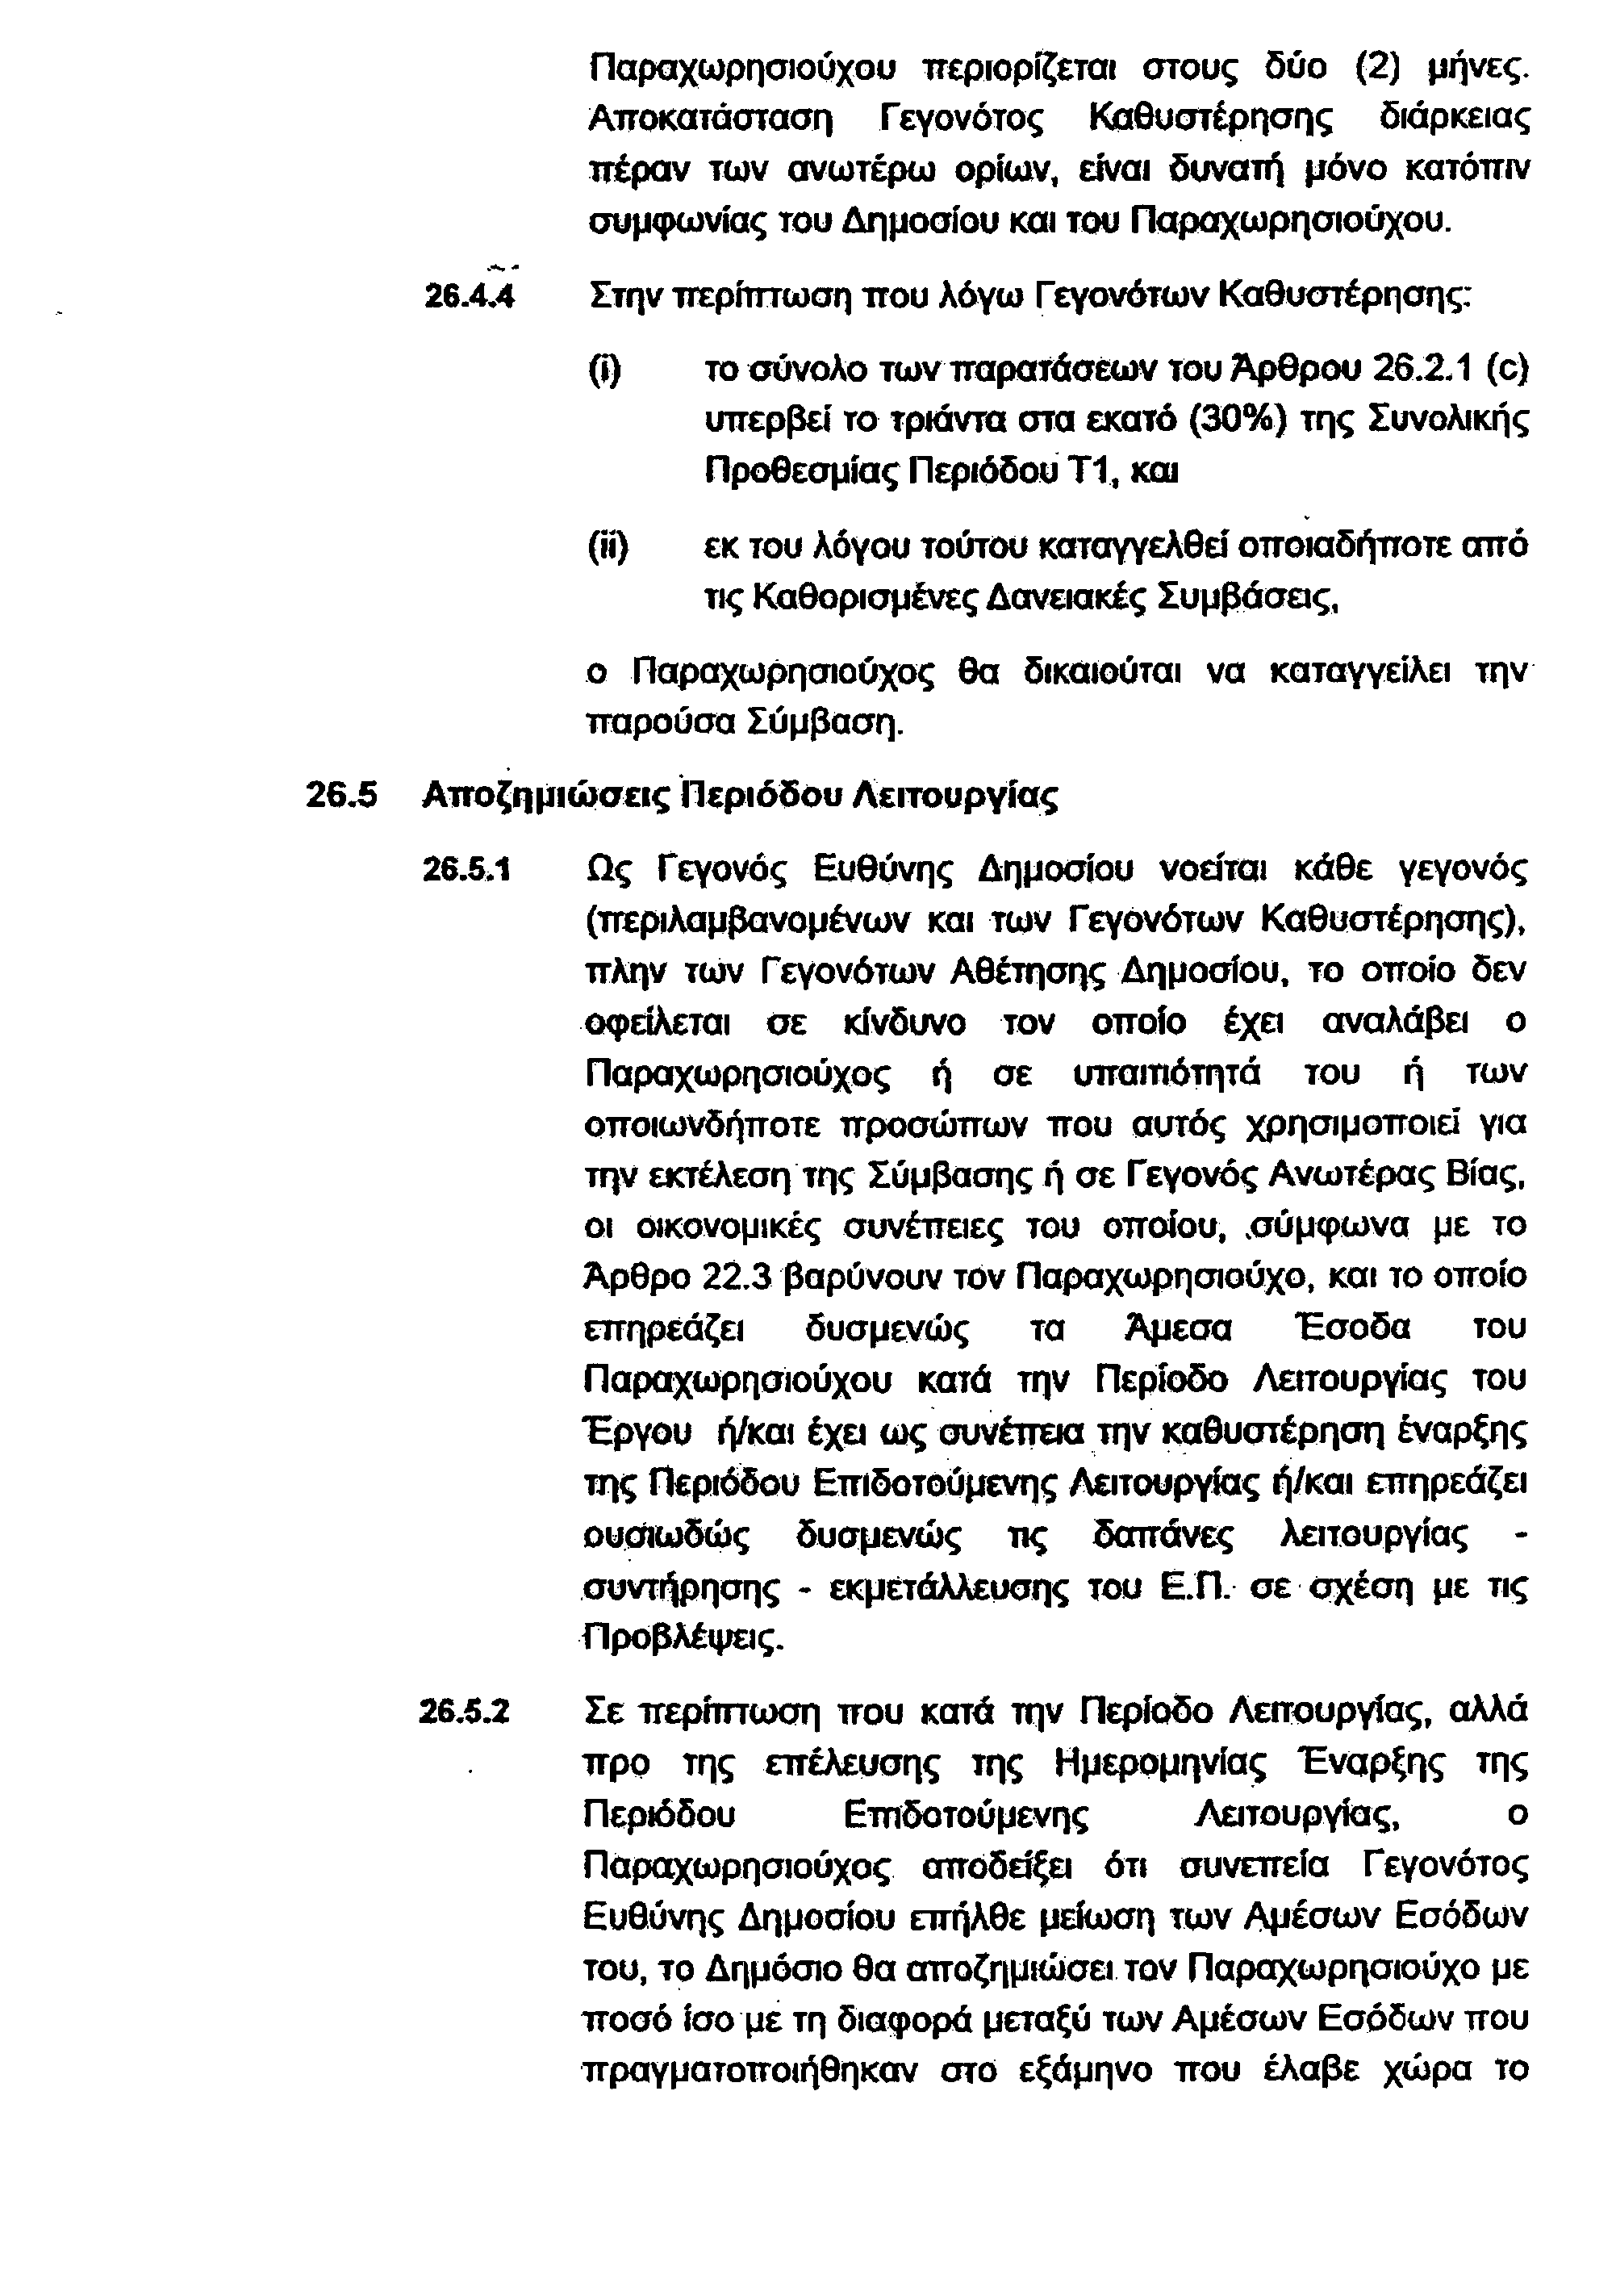 Παραχωρησιούχου περιορίζεται στους δύο (2) μήνες.
Αποκατάσταση Γεγονότος Καθυστέρησης διάρκειας
πέραν των ανωτέρω ορίων, είναι δυνατή μόνο κατόπιν
συμφωνίας του Δημοσίου και του Παραχωρησιούχου.
26.4.4 Στην περίπτωση που λόγω Γεγονότων Καθυστέρησης:
(i) το σύνολο των παρατάσεων του Άρθρου 26.2.1 (c)
υπερβεί το τριάντα στα εκατό (30%) της Συνολικής
Προθεσμίας Περιόδου Τ1, και
(ii) εκ του λόγου τούτου καταγγελθεί οποιαδήποτε από
τις Καθορισμένες Δανειακές Συμβάσεις,
ο Παραχωρησιούχος θα δικαιούται να καταγγείλει την
παρούσα Σύμβαση.
26.5 Αποζημιώσεις Περιόδου Λειτουργίας
26.5.1 Ως Γεγονός Ευθύνης Δημοσίου νοείται κάθε γεγονός
(περιλαμβανομένων και των Γεγονότων Καθυστέρησης),
πλην των Γεγονότων Αθέτησης Δημοσίου, το οποίο δεν
οφείλεται σε κίνδυνο τον οποίο έχει αναλάβει ο
Παραχωρησιούχος ή σε υπαιτιότητά του ή των
οποιωνδήποτε προσώπων που αυτός χρησιμοποιεί για
την εκτέλεση της Σύμβασης ή σε Γεγονός Ανωτέρας Βίας,
οι οικονομικές συνέπειες του οποίου, σύμφωνα με το
Άρθρο 22.3 βαρύνουν τον Παραχωρησιούχο, και το οποίο
επηρεάζει δυσμενώς τα Άμεσα Έσοδα του
Παραχωρησιούχου κατά την Περίοδο Λειτουργίας του
Έργου ή/και έχει ως συνέπεια την καθυστέρηση έναρξης
της Περιόδου Επιδοτούμενης Λειτουργίας ή/και επηρεάζει
ουσιωδώς δυσμενώς τις δαπάνες λειτουργίας -
συντήρησης - εκμετάλλευσης του Ε.Π. σε σχέση με τις
Προβλέψεις.
26.5.2 Σε περίπτωση που κατά την Περίοδο Λειτουργίας, αλλά
προ της επέλευσης της Ημερομηνίας Έναρξης της
Περιόδου Επιδοτούμενης Λειτουργίας, ο
Παραχωρησιούχος αποδείξει ότι συνεπεία Γεγονότος
Ευθύνης Δημοσίου επήλθε μείωση των Αμέσων Εσόδων
του, το Δημόσιο θα αποζημιώσει τον Παραχωρησιούχο με
ποσό ίσο με τη διαφορά μεταξύ των Αμέσων Εσόδων που
πραγματοποιήθηκαν στο εξάμηνο που έλαβε χώρα το